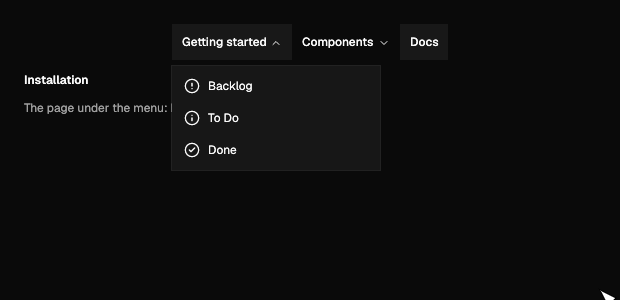 Getting started Components Docs
Installation
The page under the menu:
Backlog
To Do
Done